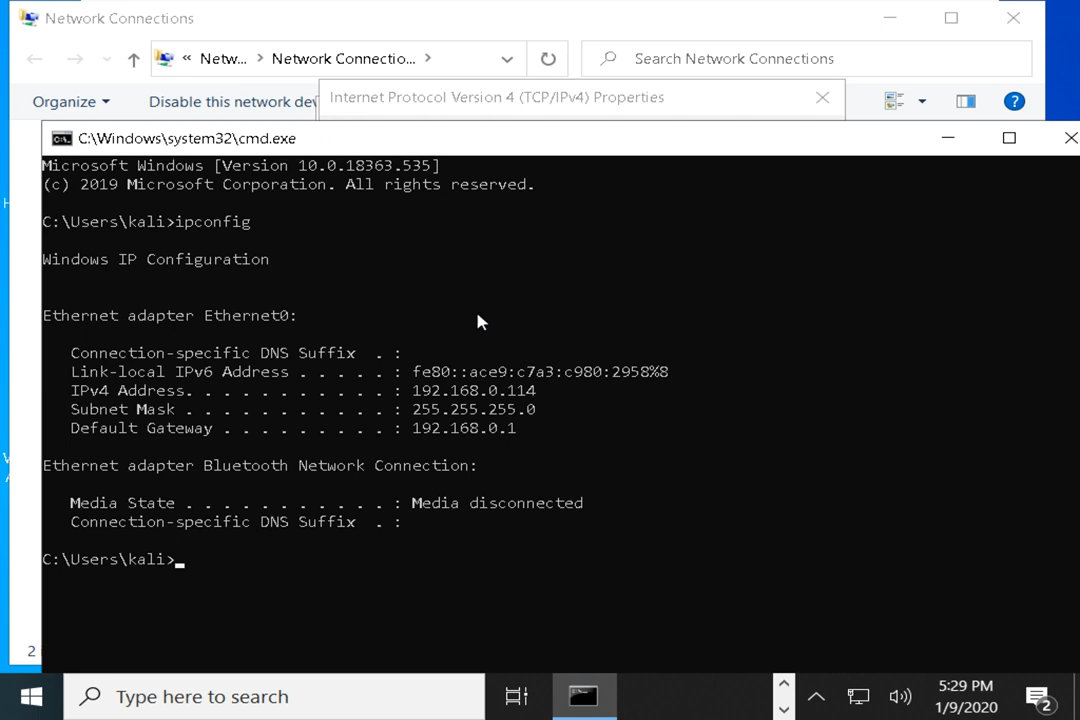 Network Connections
« Netw... > Network Connectio... >
Search Network Connections
Organize
Disable this network dev
Internet Protocol Version 4 (TCP/IPv4) Properties
C:\Windows\system32\cmd.exe
Microsoft Windows [Version 10.0.18363.535]
(c) 2019 Microsoft Corporation. All rights reserved.
C:\Users\kali>ipconfig
Windows IP Configuration
Ethernet adapter Ethernet0:
Connection-specific DNS Suffix . :
Link-local IPv6 Address . . . . . : fe80::ace9:c7a3:c980:2958%8
IPv4 Address. . . . . . . . . . . : 192.168.0.114
Subnet Mask . . . . . . . . . . . : 255.255.255.0
Default Gateway . . . . . . . . . : 192.168.0.1
Ethernet adapter Bluetooth Network Connection:
Media State . . . . . . . . . . . : Media disconnected
Connection-specific DNS Suffix . :
C:\Users\kali>
2
Type here to search
5:29 PM
1/9/2020
2